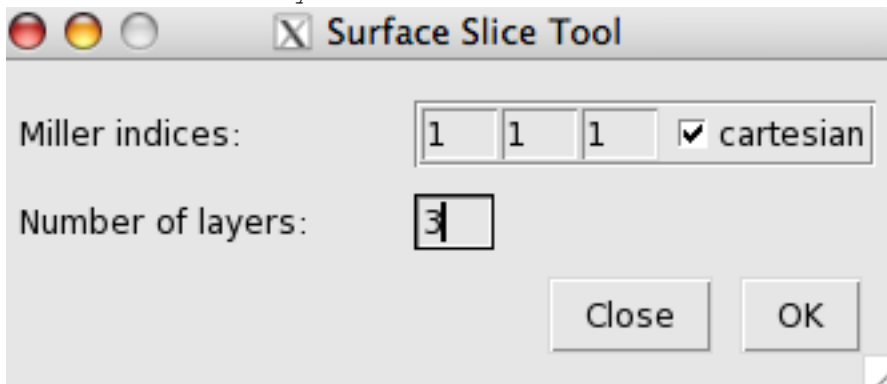 Surface Slice Tool
Miller indices: 1 1 1 cartesian
Number of layers: 3
Close OK